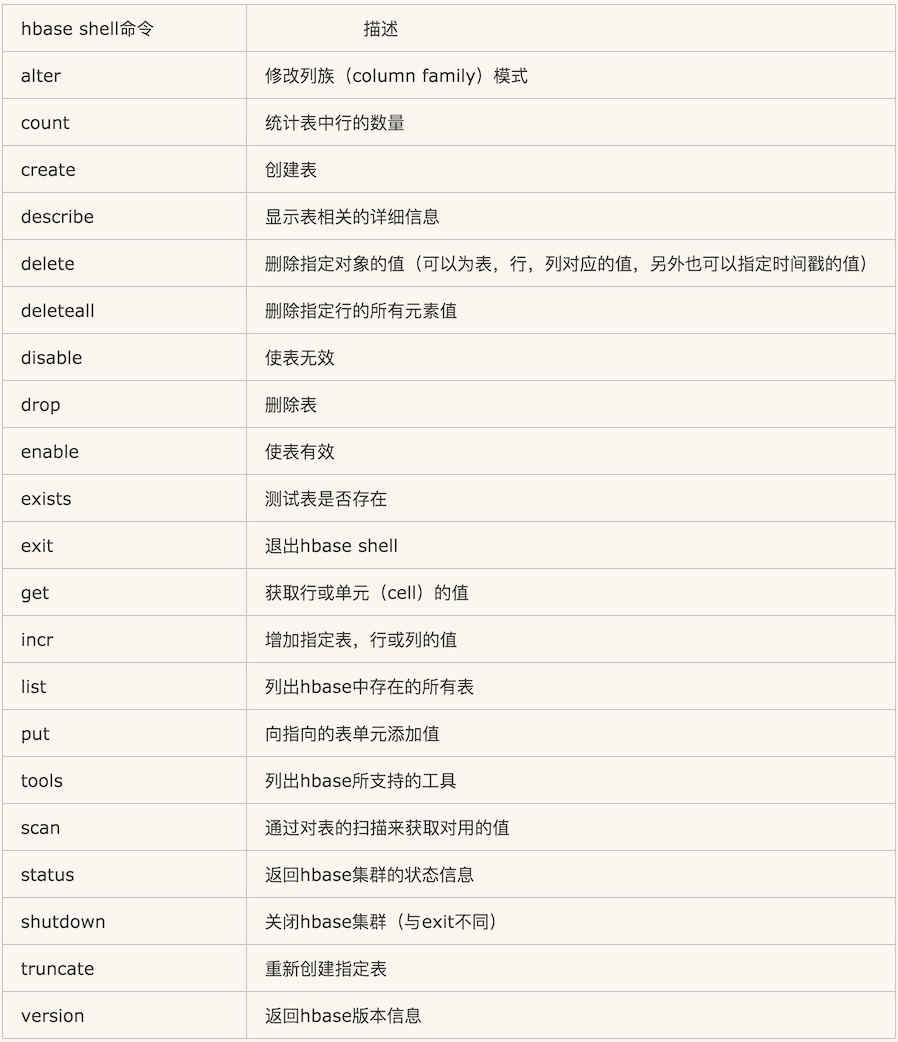 hbase shell命令 描述
alter 修改列族（column family）模式
count 统计表中行的数量
create 创建表
describe 显示表相关的详细信息
delete 删除指定对象的值（可以为表，行，列对应的值，另外也可以指定时间戳的值）
deleteall 删除指定行的所有元素值
disable 使表无效
drop 删除表
enable 使表有效
exists 测试表是否存在
exit 退出hbase shell
get 获取行或单元（cell）的值
incr 增加指定表，行或列的值
list 列出hbase中存在的所有表
put 向指向的表单元添加值
tools 列出hbase所支持的工具
scan 通过对表的扫描来获取对用的值
status 返回hbase集群的状态信息
shutdown 关闭hbase集群（与exit不同）
truncate 重新创建指定表
version 返回hbase版本信息